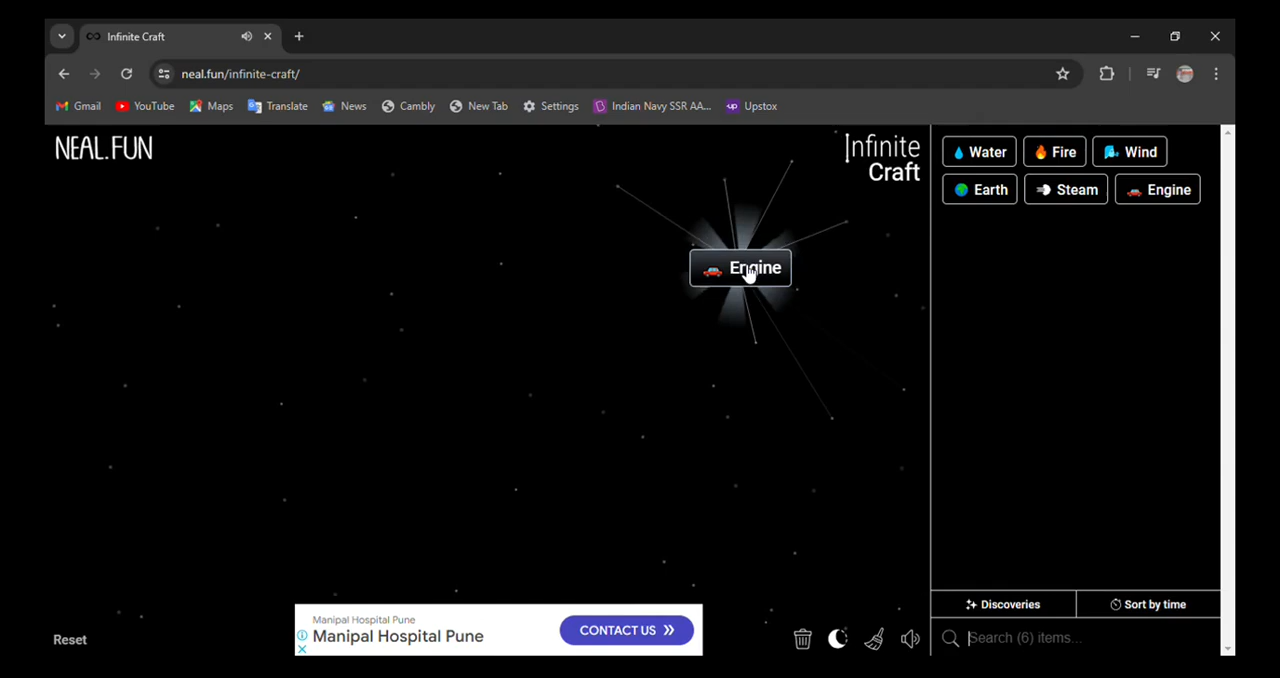 Infinite Craft
neal.fun/infinite-craft/
Gmail YouTube Maps Translate News Cambly New Tab Settings Indian Navy SSR AA... Upstox
NEAL.FUN
Infinite
Craft
Water Fire Wind
Earth Steam Engine
Engine
Discoveries Sort by time
Search (6) items...
Manipal Hospital Pune
Manipal Hospital Pune
CONTACT US
Reset